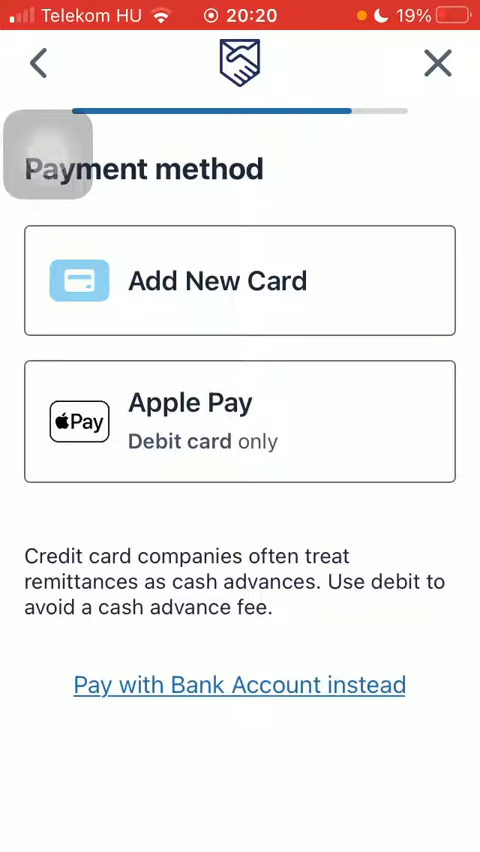 Telekom HU 20:20 19%
Payment method
Add New Card
Pay Apple Pay
Debit card only
Credit card companies often treat
remittances as cash advances. Use debit to
avoid a cash advance fee.
Pay with Bank Account instead